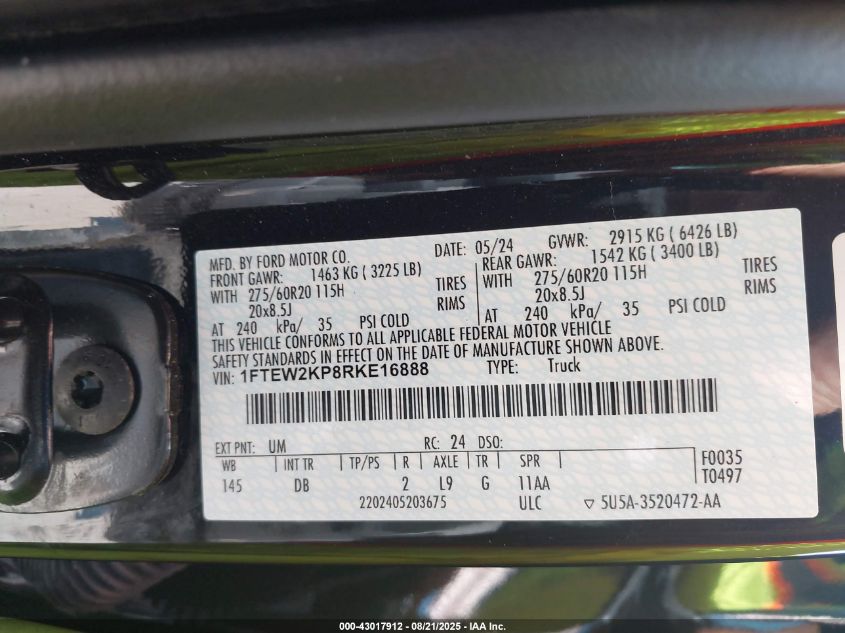 MFD. BY FORD MOTOR CO.
DATE: 05/24 GVWR: 2915 KG ( 6426 LB)
FRONT GAWR: 1463 KG ( 3225 LB)
REAR GAWR: 1542 KG ( 3400 LB)
WITH 275/60R20 115H TIRES
WITH 275/60R20 115H TIRES
20x8.5J RIMS
20x8.5J RIMS
AT 240 kPa/ 35 PSI COLD
AT 240 kPa/ 35 PSI COLD
THIS VEHICLE CONFORMS TO ALL APPLICABLE FEDERAL MOTOR VEHICLE
SAFETY STANDARDS IN EFFECT ON THE DATE OF MANUFACTURE SHOWN ABOVE.
VIN: 1FTEW2KP8RKE16888 TYPE: Truck
EXT PNT: UM RC: 24 DSO:
WB INT TR TP/PS R AXLE TR SPR F0035
145 DB 2 L9 G 11AA T0497
2202405203675 ULC ▽ 5U5A-3520472-AA
000-43017912 - 08/21/2025 - IAA Inc.